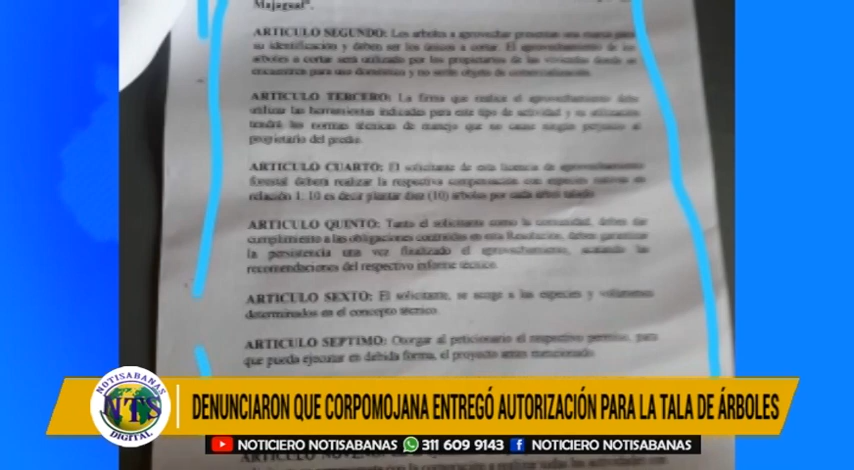 Majagual".
ARTICULO SEGUNDO: Los arboles a aprovechar presentan una marca para
su identificación y deben ser los únicos a cortar. El aprovechamiento de los
arboles a cortar será utilizado por los propietarios de las viviendas donde se
encuentran para uso doméstico y no serán objeto de comercialización.
ARTICULO TERCERO: La firma que realice el aprovechamiento debe
utilizar las herramientas indicadas para este tipo de actividad y su utilización
tendrá las normas técnicas de manejo que no cause ningún perjuicio al
propietario del predio.
ARTICULO CUARTO: El solicitante de esta licencia de aprovechamiento
forestal deberá realizar la respectiva compensación con especies nativas en
relación 1: 10 es decir plantar diez (10) árboles por cada árbol talado.
ARTICULO QUINTO: Tanto el solicitante como la comunidad, deben dar
cumplimiento a las obligaciones contenidas en esta Resolución, deben garantizar
la persistencia una vez finalizado el aprovechamiento, acatando las
recomendaciones del respectivo informe técnico.
ARTICULO SEXTO: El solicitante, se acoge a las especies y volúmenes
determinados en el concepto técnico.
ARTICULO SEPTIMO: Otorgar al peticionario el respectivo permiso, para
que pueda ejecutar en debida forma, el proyecto antes mencionado.
NOTISABANAS
NTS
DIGITAL
DENUNCIARON QUE CORPOMOJANA ENTREGÓ AUTORIZACIÓN PARA LA TALA DE ÁRBOLES
NOTICIERO NOTISABANAS 311 609 9143 NOTICIERO NOTISABANAS